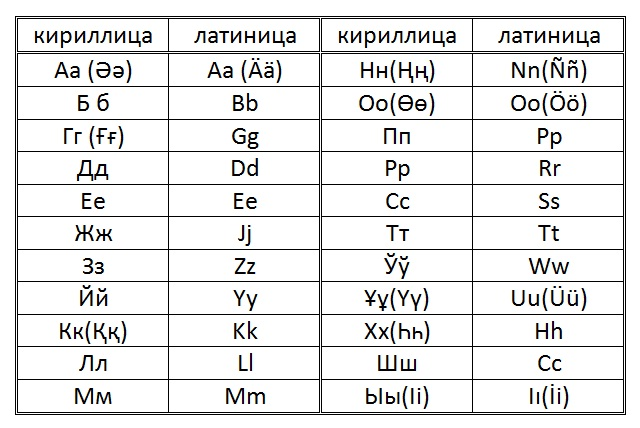 кириллица латиница кириллица латиница
Аа (Әә) Aa (Ää) Нн(Ңң) Nn(Ññ)
Б б Bb Оо(Өө) Oo(Öö)
Гг (Ғғ) Gg Пп Pp
Дд Dd Рр Rr
Ее Ee Сс Ss
Жж Jj Тт Tt
Зз Zz Ўў Ww
Йй Yy Ұұ(Үү) Uu(Üü)
Кк(Ққ) Kk Хх(Һһ) Hh
Лл Ll Шш Cc
Мм Mm Ыы(Іі) Iı(İi)